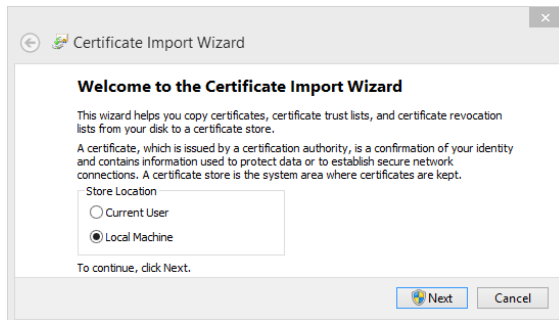 Certificate Import Wizard
Welcome to the Certificate Import Wizard
This wizard helps you copy certificates, certificate trust lists, and certificate revocation
lists from your disk to a certificate store.
A certificate, which is issued by a certification authority, is a confirmation of your identity
and contains information used to protect data or to establish secure network
connections. A certificate store is the system area where certificates are kept.
Store Location
Current User
Local Machine
To continue, click Next.
Next Cancel